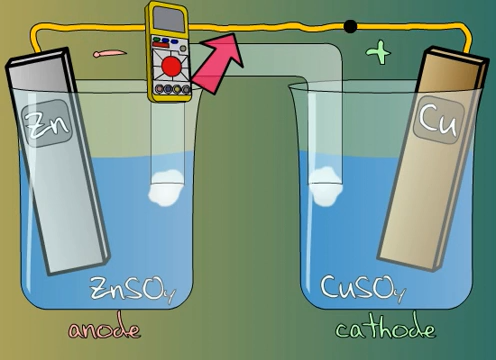 − +
Zn Cu
ZnSO₄ CuSO₄
anode cathode